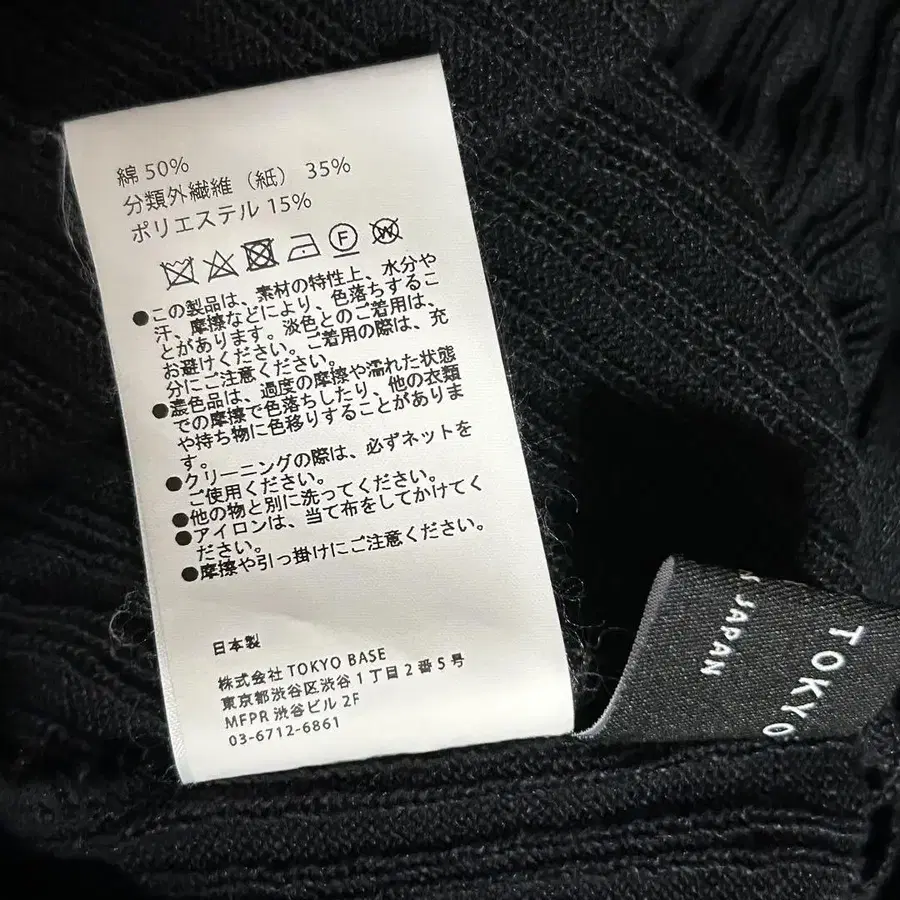 綿 50%
分類外繊維（紙） 35%
ポリエステル 15%
F W
●この製品は、素材の特性上、水分や
汗、摩擦などにより、色落ちするこ
とがあります。淡色とのご着用は、
お避けください。ご着用の際は、充
分にご注意ください。
●濃色品は、過度の摩擦や濡れた状態
での摩擦で色落ちしたり、他の衣類
や持ち物に色移りすることがありま
す。
●クリーニングの際は、必ずネットを
ご使用ください。
●他の物と別に洗ってください。
●アイロンは、当て布をしてかけてく
ださい。
●摩擦や引っ掛けにご注意ください。
日本製
株式会社 TOKYO BASE
東京都渋谷区渋谷1丁目2番5号
MFPR 渋谷ビル 2F
03-6712-6861
TOKYO
JAPAN